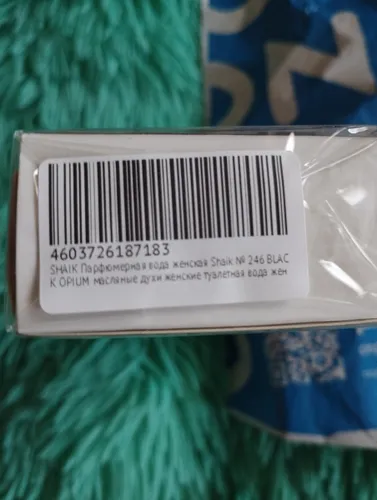 4603726187183
SHAIK Парфюмерная вода женская Shaik № 246 BLAC
K OPIUM масляные духи женские туалетная вода жен